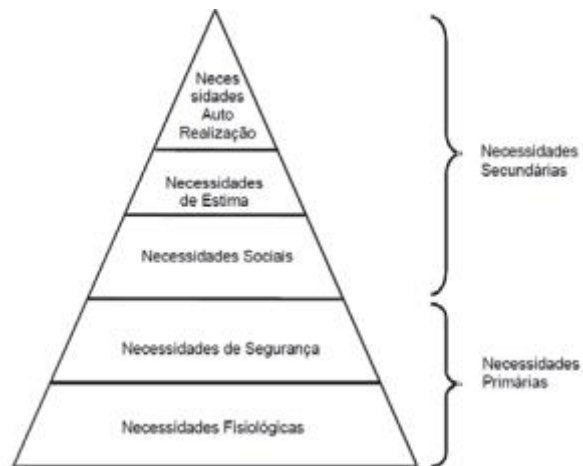 Neces
sidades
Auto
Realização
Necessidades
de Estima
Necessidades Sociais
Necessidades de Segurança
Necessidades Fisiológicas
Necessidades
Secundárias
Necessidades
Primárias